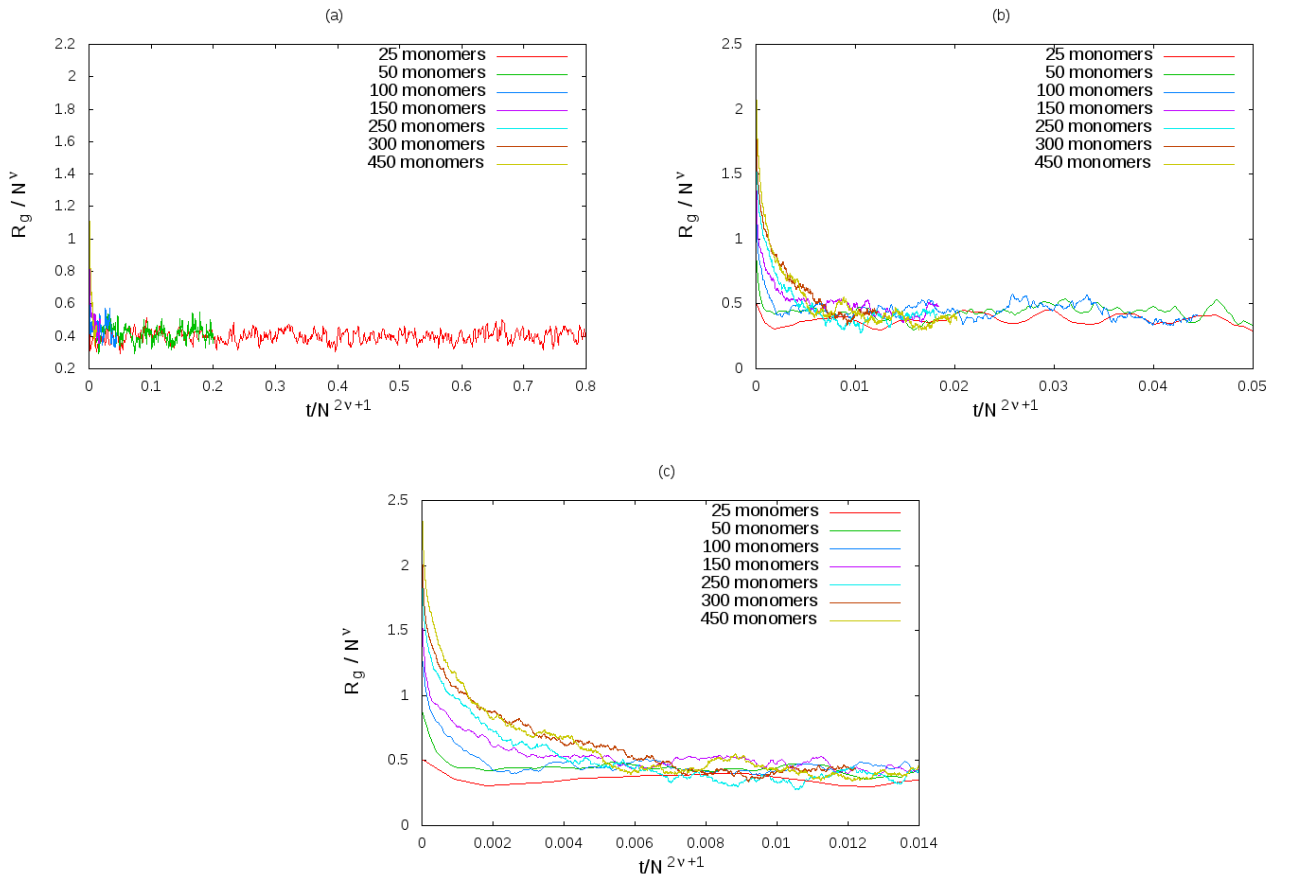 (a)
R g / N ν
2.2
2
1.8
1.6
1.4
1.2
1
0.8
0.6
0.4
0.2
25 monomers
50 monomers
100 monomers
150 monomers
250 monomers
300 monomers
450 monomers
0 0.1 0.2 0.3 0.4 0.5 0.6 0.7 0.8
t/N 2ν+1
(b)
R g / N ν
2.5
2
1.5
1
0.5
0
25 monomers
50 monomers
100 monomers
150 monomers
250 monomers
300 monomers
450 monomers
0 0.01 0.02 0.03 0.04 0.05
t/N 2ν+1
(c)
R g / N ν
2.5
2
1.5
1
0.5
0
25 monomers
50 monomers
100 monomers
150 monomers
250 monomers
300 monomers
450 monomers
0 0.002 0.004 0.006 0.008 0.01 0.012 0.014
t/N 2ν+1